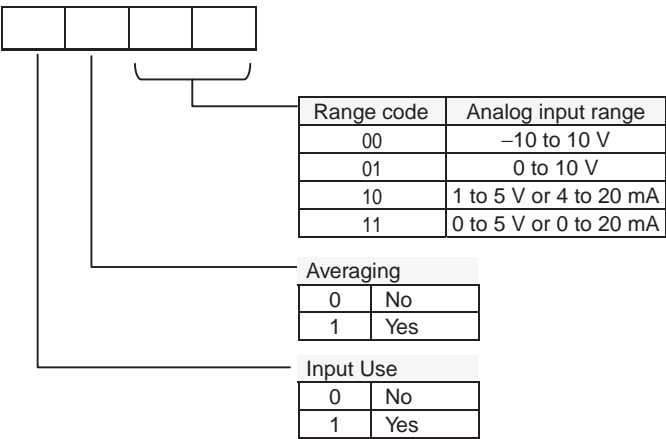 Range code Analog input range
00 –10 to 10 V
01 0 to 10 V
10 1 to 5 V or 4 to 20 mA
11 0 to 5 V or 0 to 20 mA
Averaging
0 No
1 Yes
Input Use
0 No
1 Yes